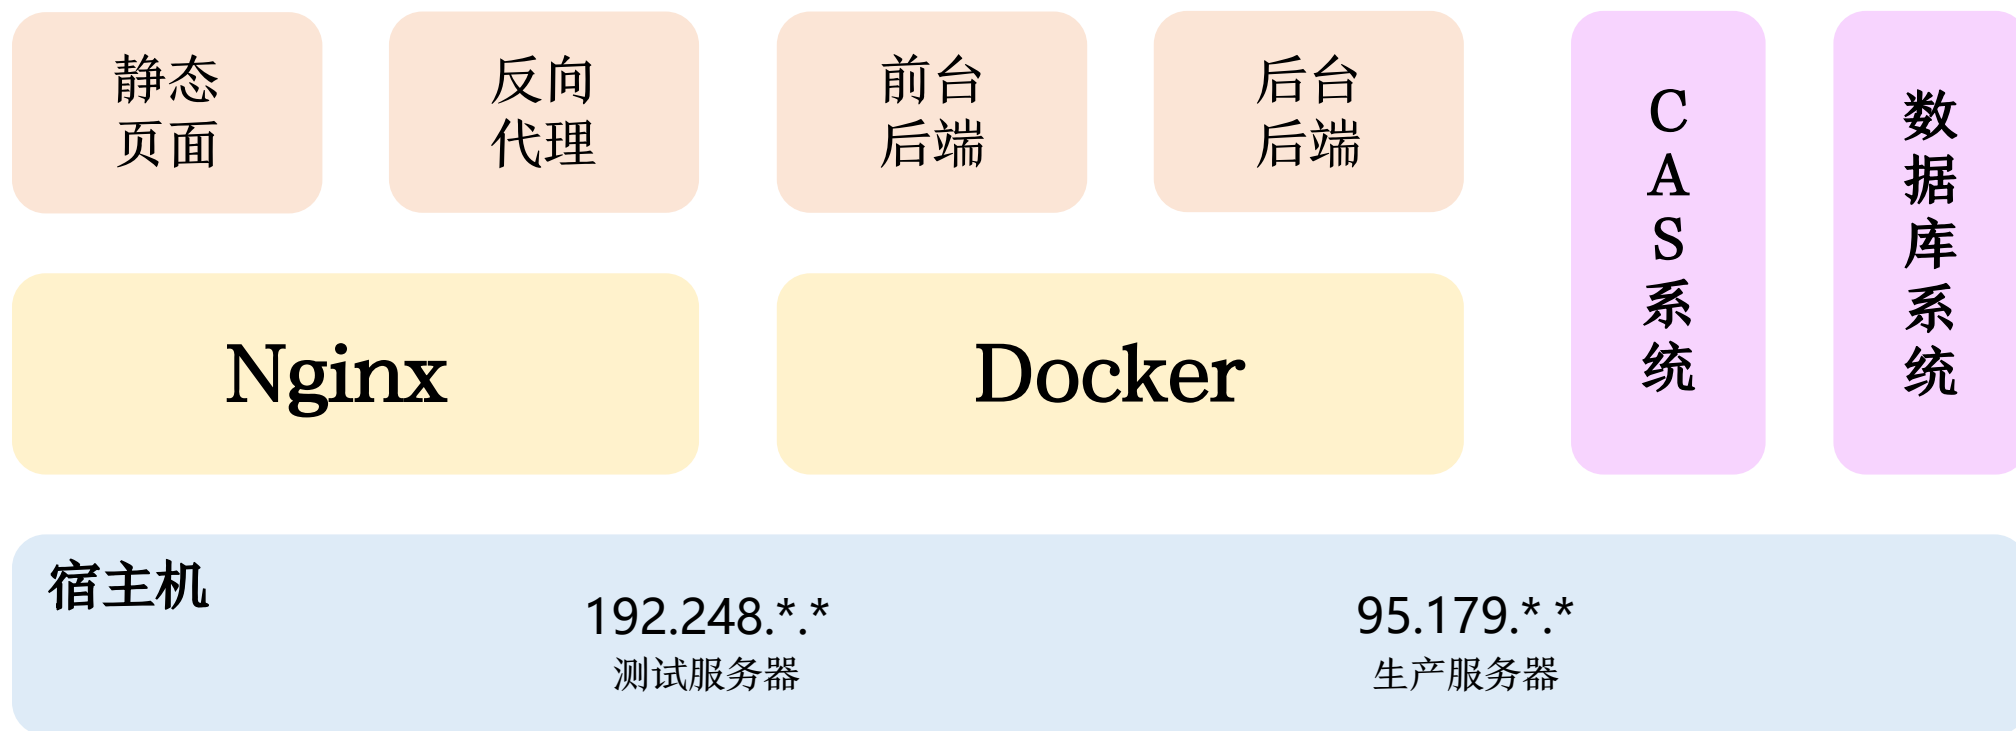 静态
页面
反向
代理
前台
后端
后台
后端
C
A
S
系
统
数
据
库
系
统
Nginx
Docker
宿主机
192.248.*.*
测试服务器
95.179.*.*
生产服务器